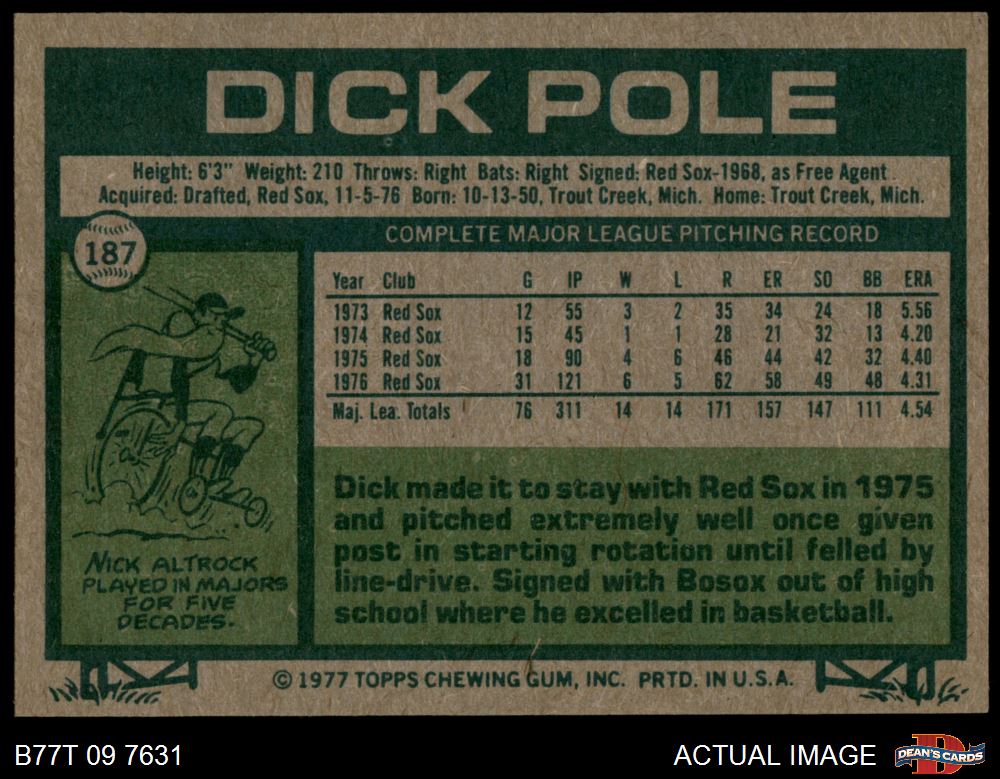 DICK POLE
Height: 6'3" Weight: 210 Throws: Right Bats: Right Signed: Red Sox-1968, as Free Agent
Acquired: Drafted, Red Sox, 11-5-76 Born: 10-13-50, Trout Creek, Mich. Home: Trout Creek, Mich.
187
COMPLETE MAJOR LEAGUE PITCHING RECORD
Year Club G IP W L R ER SO BB ERA
1973 Red Sox 12 55 3 2 35 34 24 18 5.56
1974 Red Sox 15 45 1 1 28 21 32 13 4.20
1975 Red Sox 18 90 4 6 46 44 42 32 4.40
1976 Red Sox 31 121 6 5 62 58 49 48 4.31
Maj. Lea. Totals 76 311 14 14 171 157 147 111 4.54
NICK ALTROCK
PLAYED IN MAJORS
FOR FIVE
DECADES.
Dick made it to stay with Red Sox in 1975
and pitched extremely well once given
post in starting rotation until felled by
line-drive. Signed with Bosox out of high
school where he excelled in basketball.
© 1977 TOPPS CHEWING GUM, INC. PRTD. IN U.S.A.
B77T 09 7631
ACTUAL IMAGE
DEAN'S CARDS